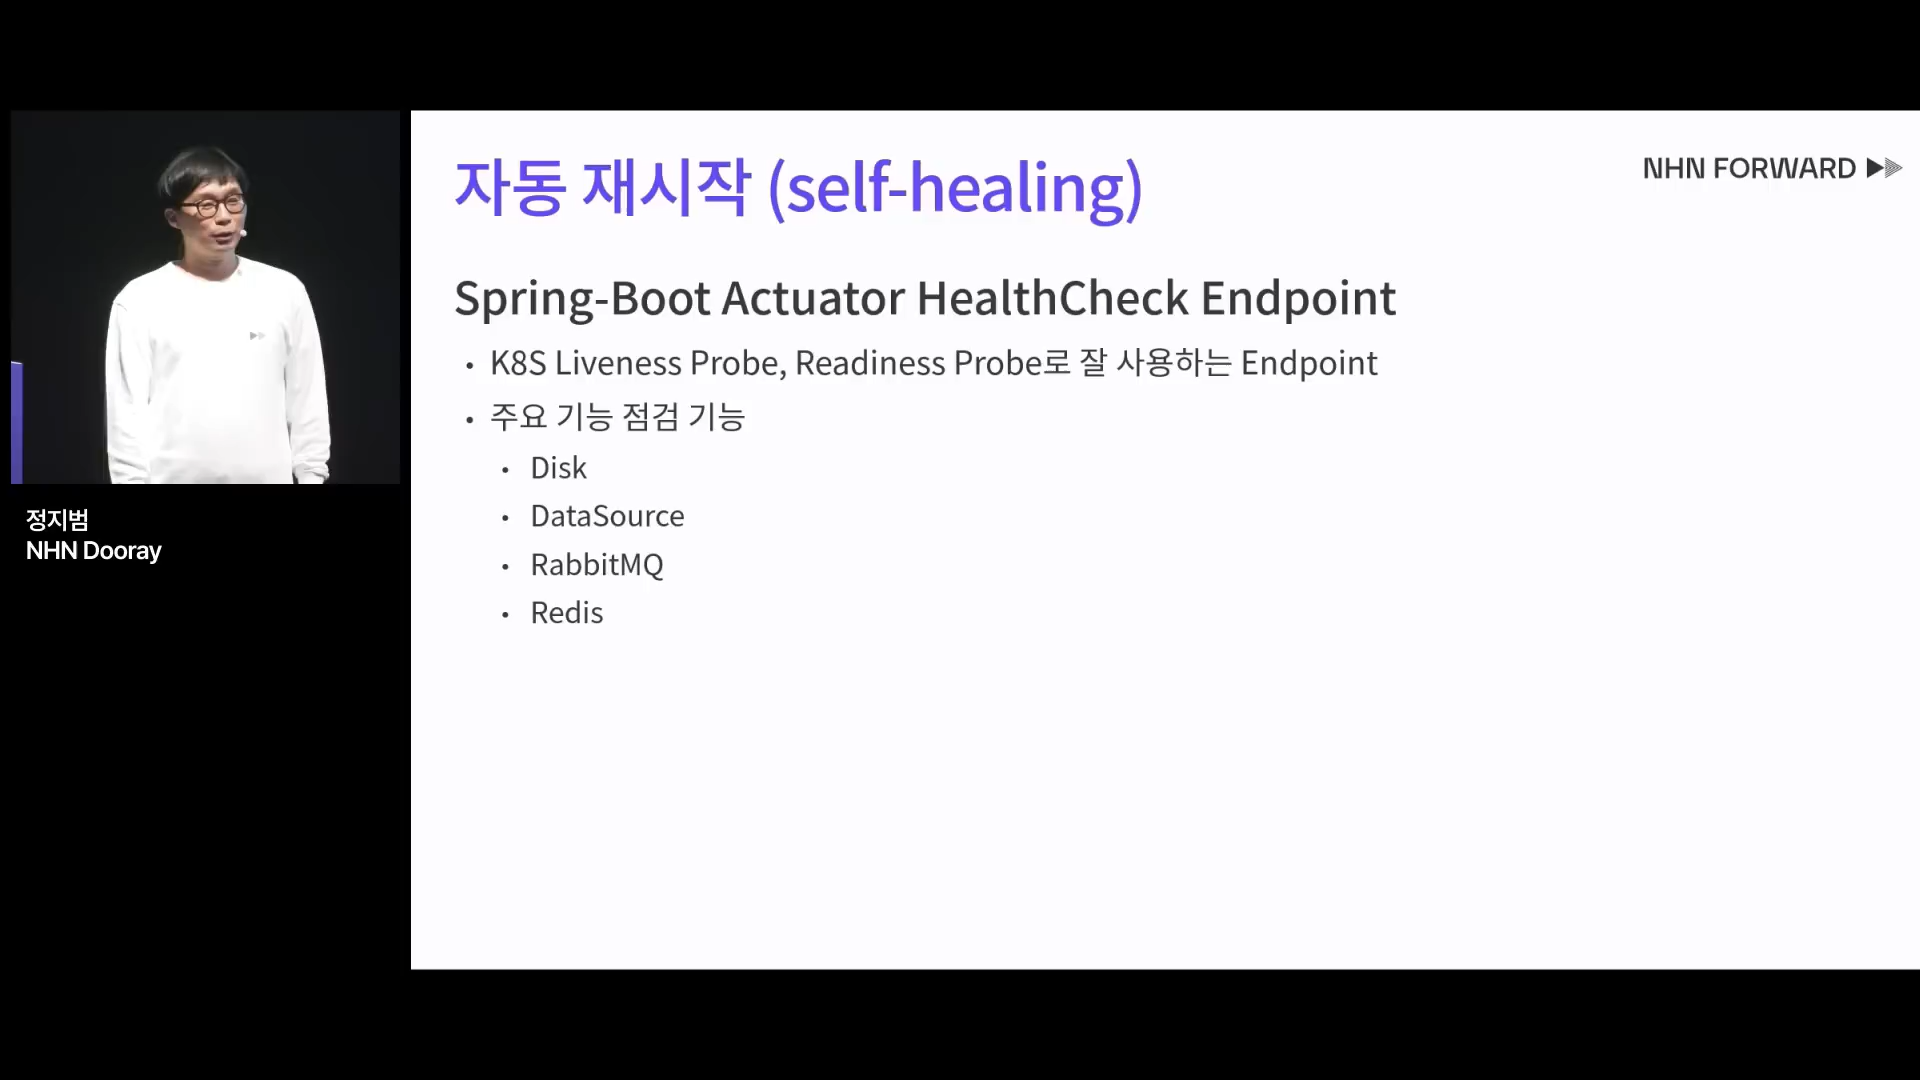 자동 재시작 (self-healing)
NHN FORWARD
Spring-Boot Actuator HealthCheck Endpoint
• K8S Liveness Probe, Readiness Probe로 잘 사용하는 Endpoint
• 주요 기능 점검 기능
• Disk
• DataSource
• RabbitMQ
• Redis
정지범
NHN Dooray